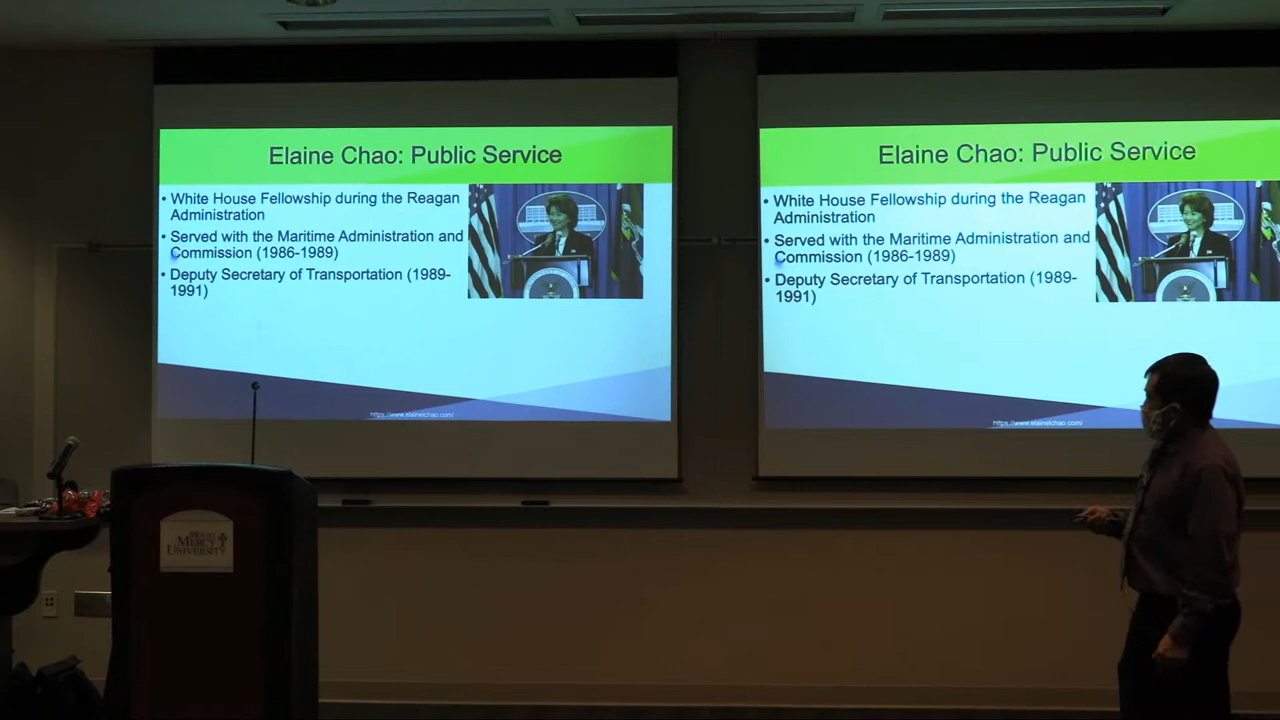 Elaine Chao: Public Service
• White House Fellowship during the Reagan
Administration
• Served with the Maritime Administration and
Commission (1986-1989)
• Deputy Secretary of Transportation (1989-
1991)
https://www.elainelchao.com/
Elaine Chao: Public Service
• White House Fellowship during the Reagan
Administration
• Served with the Maritime Administration and
Commission (1986-1989)
• Deputy Secretary of Transportation (1989-
1991)
https://www.elainelchao.com/
MOUNT
MERCY
UNIVERSITY